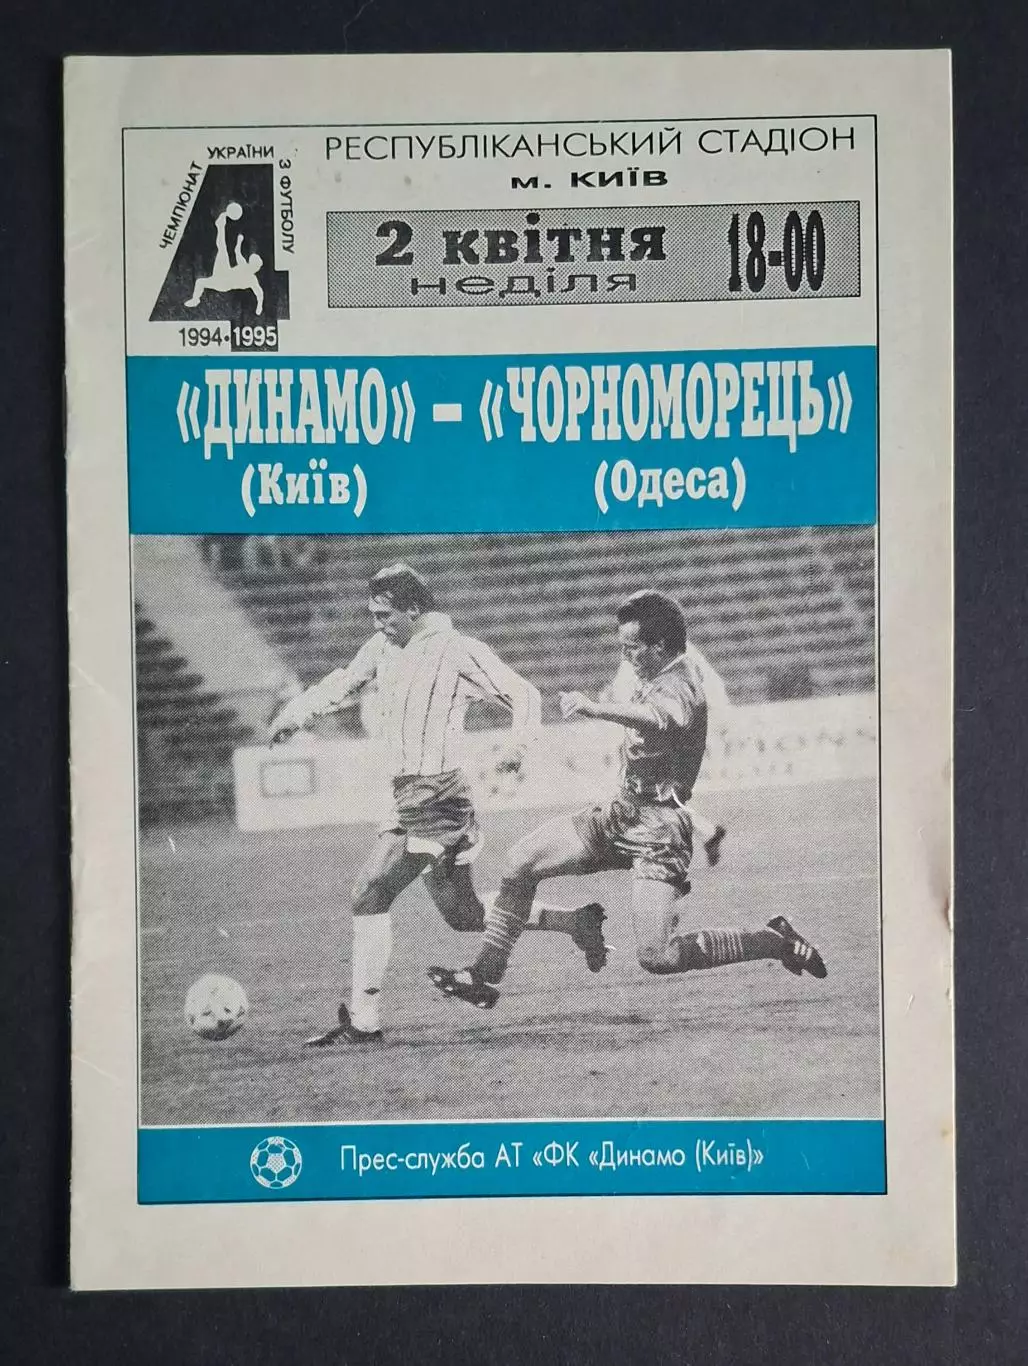 ЧЕМПІОНАТ УКРАЇНИ З ФУТБОЛУ
4
1994·1995
РЕСПУБЛІКАНСЬКИЙ СТАДІОН
м. КИЇВ
2 квітня
неділя
18-00
«ДИНАМО» – «ЧОРНОМОРЕЦЬ»
(Київ) (Одеса)
Прес-служба АТ «ФК «Динамо (Київ)»